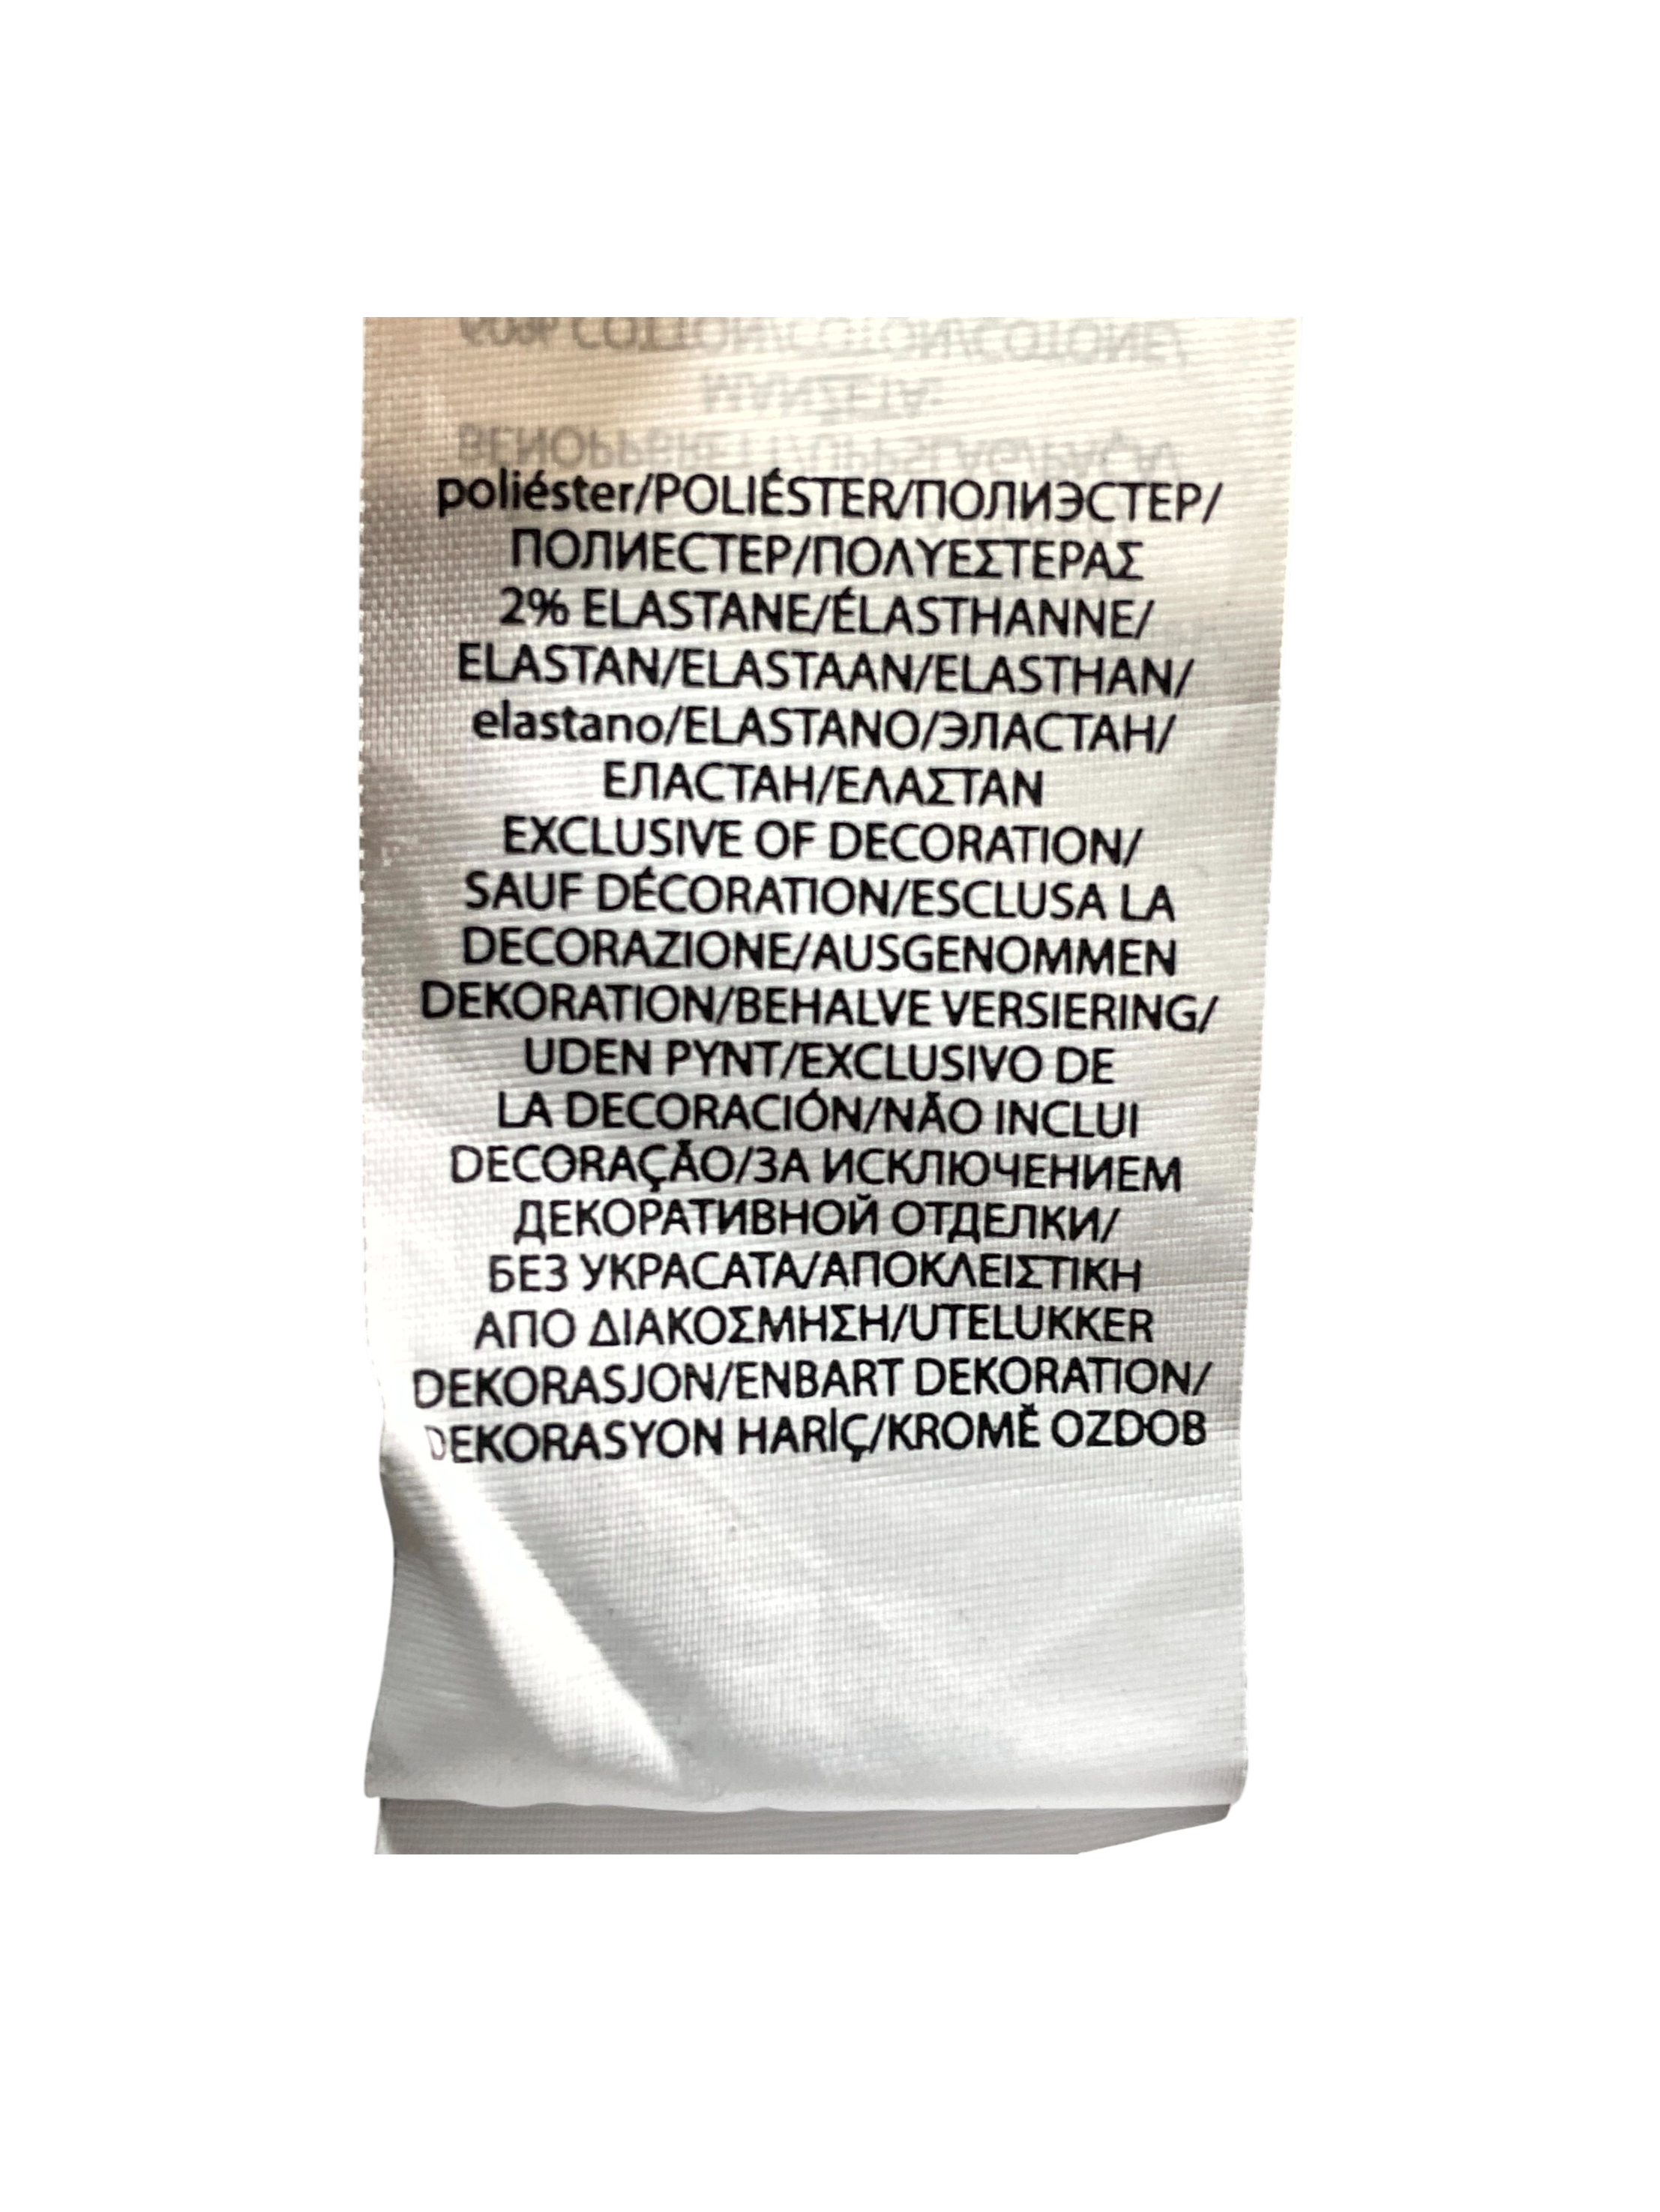 poliéster/POLIÉSTER/ПОЛИЭСТЕР/
ПОЛИЕСТЕР/ΠΟΛΥΕΣΤΕΡΑΣ
2% ELASTANE/ÉLASTHANNE/
ELASTAN/ELASTAAN/ELASTHAN/
elastano/ELASTANO/ЭЛАСТАН/
ЕЛАСТАН/ΕΛΑΣΤΑΝ
EXCLUSIVE OF DECORATION/
SAUF DÉCORATION/ESCLUSA LA
DECORAZIONE/AUSGENOMMEN
DEKORATION/BEHALVE VERSIERING/
UDEN PYNT/EXCLUSIVO DE
LA DECORACIÓN/NÃO INCLUI
DECORAÇÃO/ЗА ИСКЛЮЧЕНИЕМ
ДЕКОРАТИВНОЙ ОТДЕЛКИ/
БЕЗ УКРАСАТА/ΑΠΟΚΛΕΙΣΤΙΚΗ
ΑΠΟ ΔΙΑΚΟΣΜΗΣΗ/UTELUKKER
DEKORASJON/ENBART DEKORATION/
DEKORASYON HARİÇ/KROMĚ OZDOB